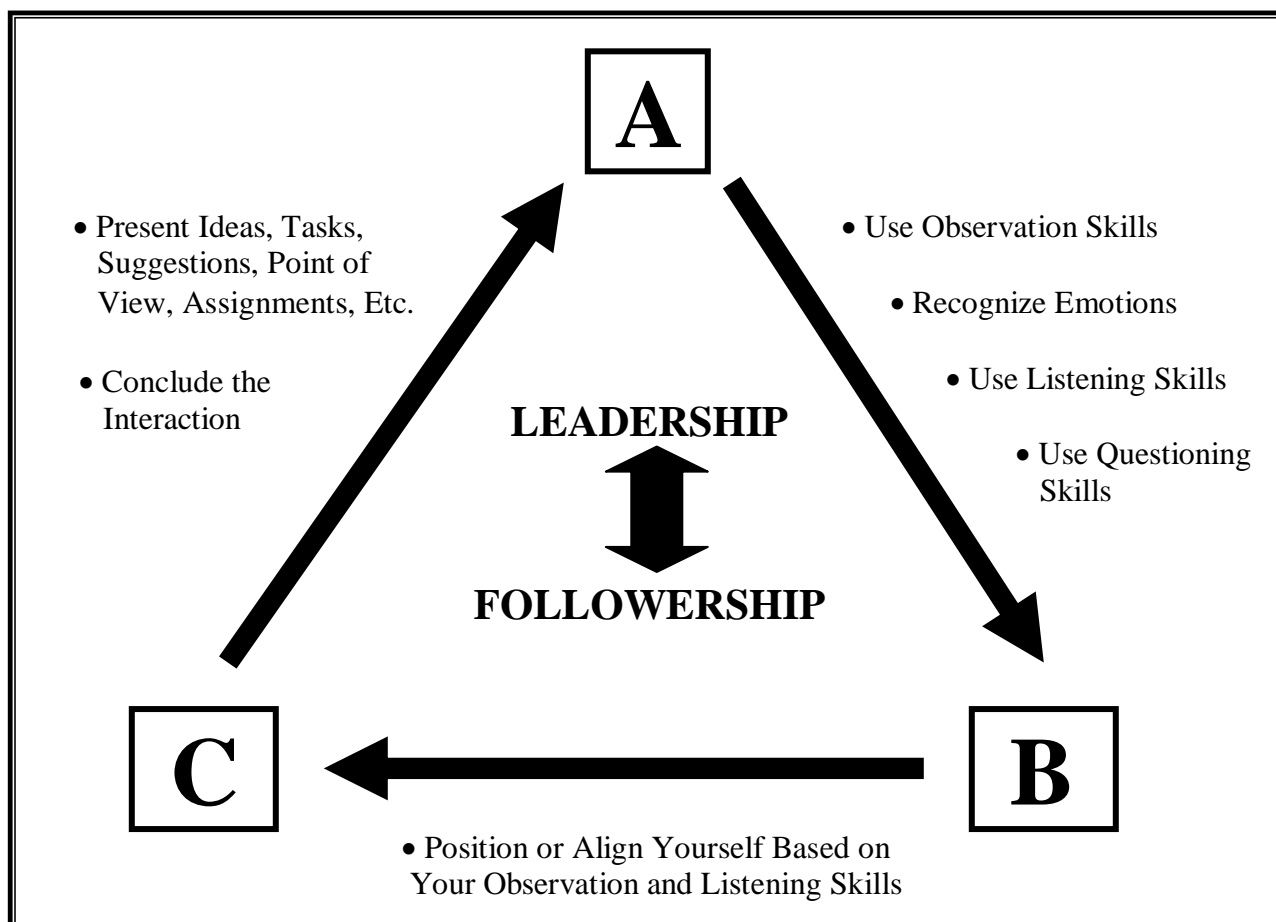 A
• Present Ideas, Tasks,
Suggestions, Point of
View, Assignments, Etc.
• Conclude the
Interaction
• Use Observation Skills
• Recognize Emotions
• Use Listening Skills
• Use Questioning
Skills
LEADERSHIP
FOLLOWERSHIP
C
B
• Position or Align Yourself Based on
Your Observation and Listening Skills